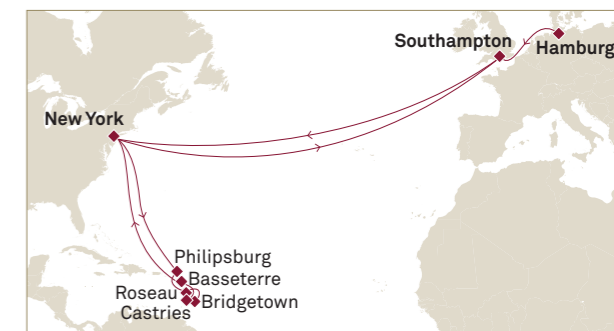 Southampton
Hamburg
New York
Philipsburg
Basseterre
Roseau
Bridgetown
Castries